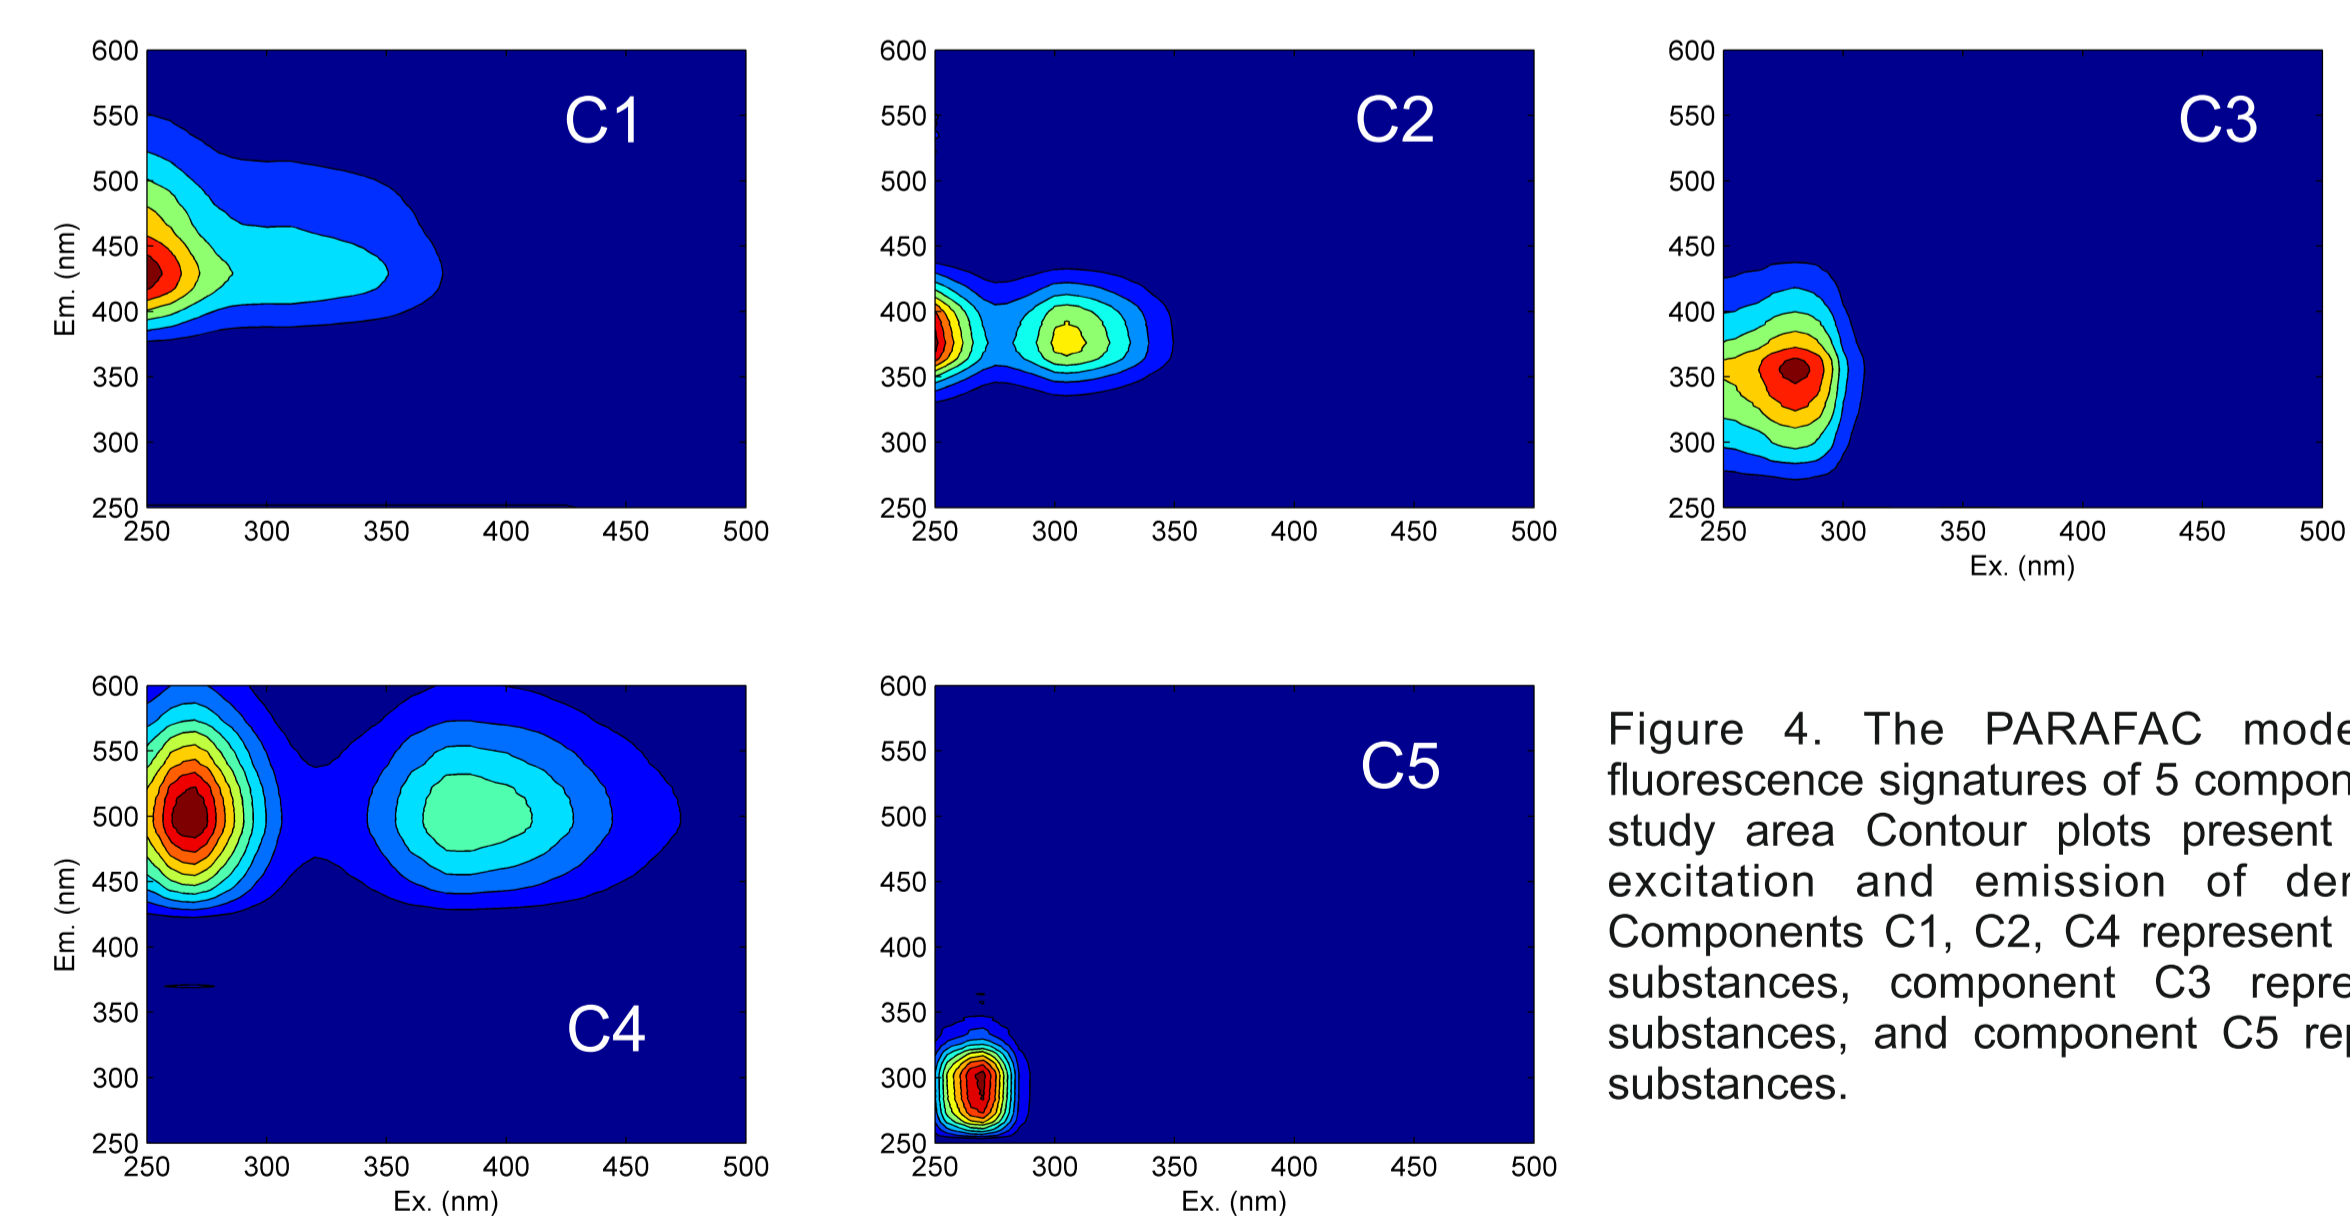 600
550
500
450
400
350
300
250
Em. (nm)
250 300 350 400 450 500
C1
600
550
500
450
400
350
300
250
250 300 350 400 450 500
C2
600
550
500
450
400
350
300
250
250 300 350 400 450 500
Ex. (nm)
C3
600
550
500
450
400
350
300
250
Em. (nm)
250 300 350 400 450 500
Ex. (nm)
C4
600
550
500
450
400
350
300
250
250 300 350 400 450 500
Ex. (nm)
C5
Figure 4. The PARAFAC mode
fluorescence signatures of 5 compon
study area Contour plots present
excitation and emission of der
Components C1, C2, C4 represent
substances, component C3 repre
substances, and component C5 rep
substances.